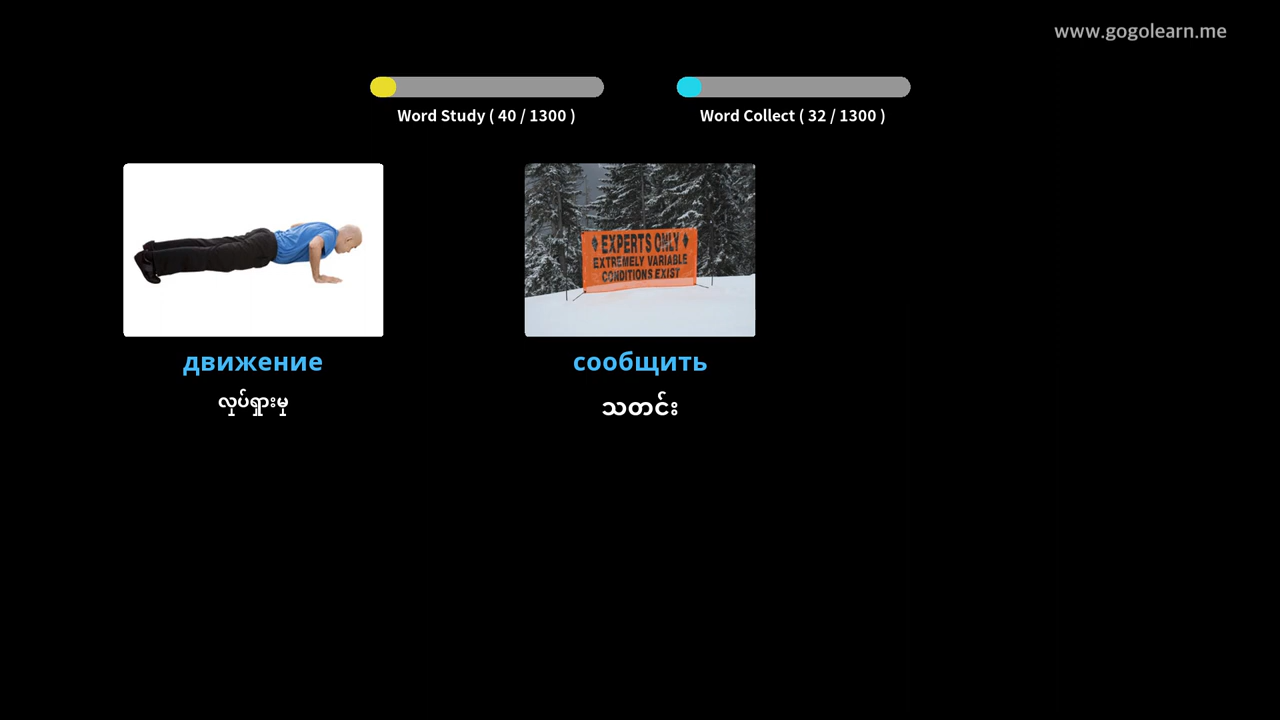 www.gogolearn.me
Word Study ( 40 / 1300 )
Word Collect ( 32 / 1300 )
EXPERTS ONLY
EXTREMELY VARIABLE
CONDITIONS EXIST
движение
сообщить
လှုပ်ရှားမှု
သတင်း